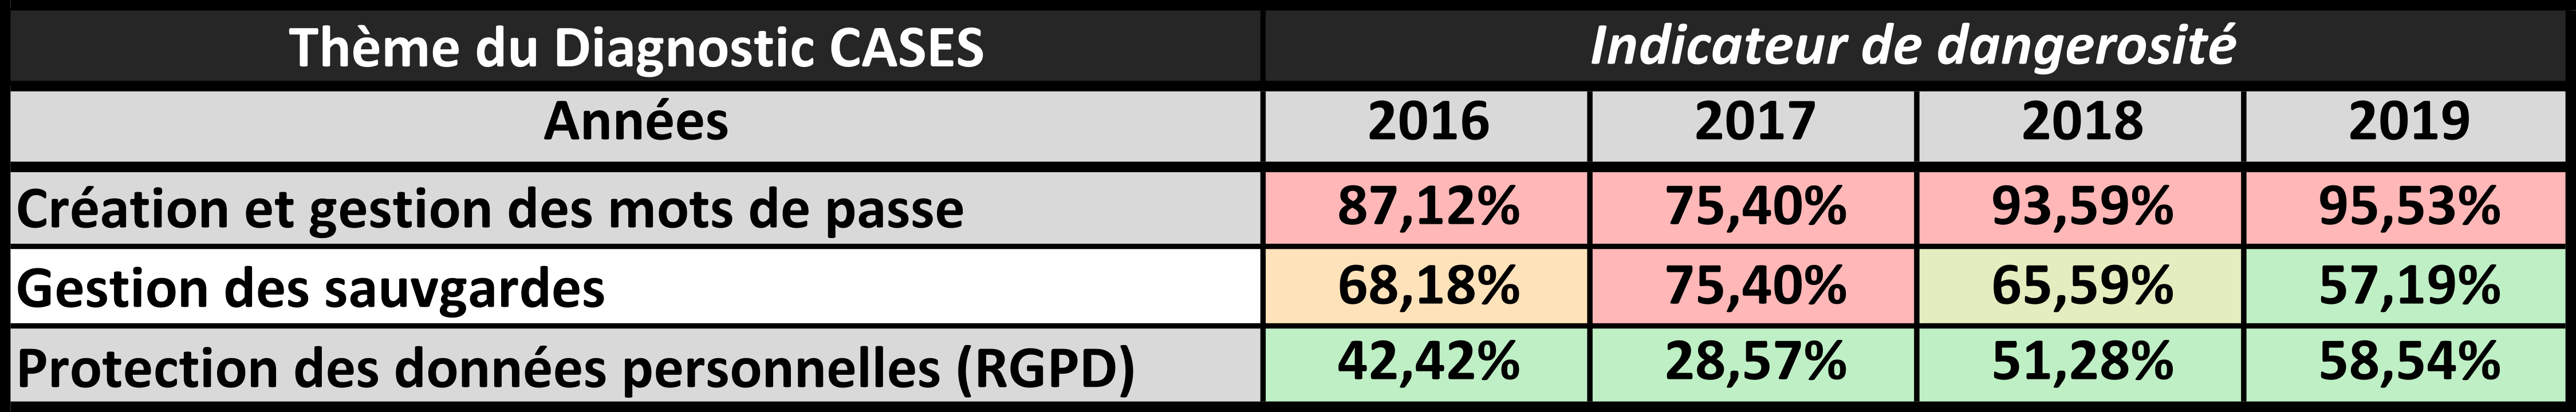 Thème du Diagnostic CASES Indicateur de dangerosité
Années 2016 2017 2018 2019
Création et gestion des mots de passe 87,12% 75,40% 93,59% 95,53%
Gestion des sauvgardes 68,18% 75,40% 65,59% 57,19%
Protection des données personnelles (RGPD) 42,42% 28,57% 51,28% 58,54%